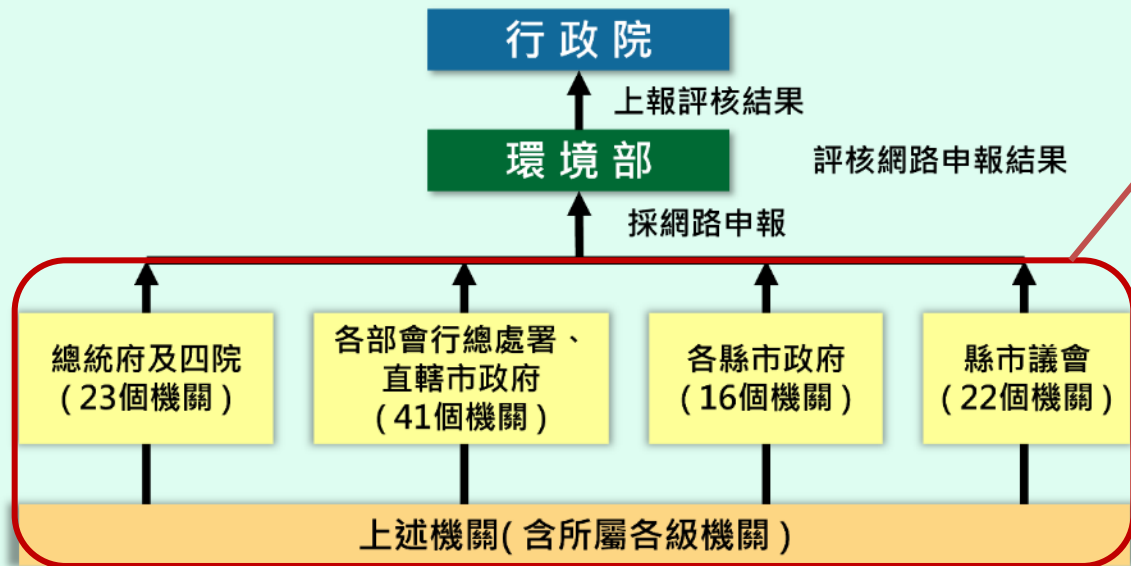 行政院
上報評核結果
環境部
評核網路申報結果
採網路申報
總統府及四院
(23個機關)
各部會行總處署、
直轄市政府
(41個機關)
各縣市政府
(16個機關)
縣市議會
(22個機關)
上述機關(含所屬各級機關)